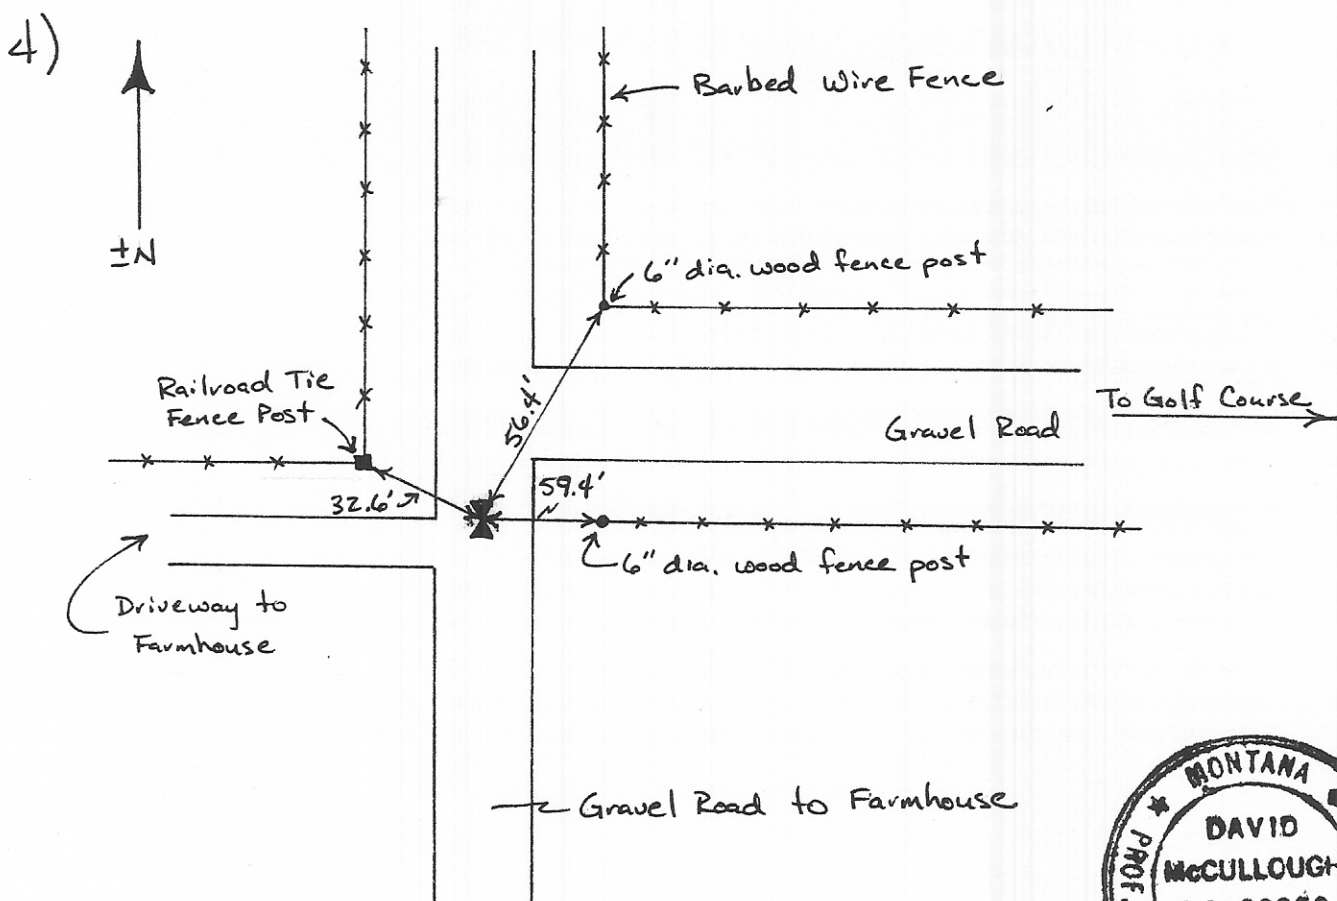 4)
Barbed Wire Fence
±N
6" dia. wood fence post
Railroad Tie
Fence Post
56.4'
To Golf Course
Gravel Road
32.6'
59.4'
6" dia. wood fence post
Driveway to
Farmhouse
Gravel Road to Farmhouse
MONTANA
DAVID
McCULLOUGH
PROF